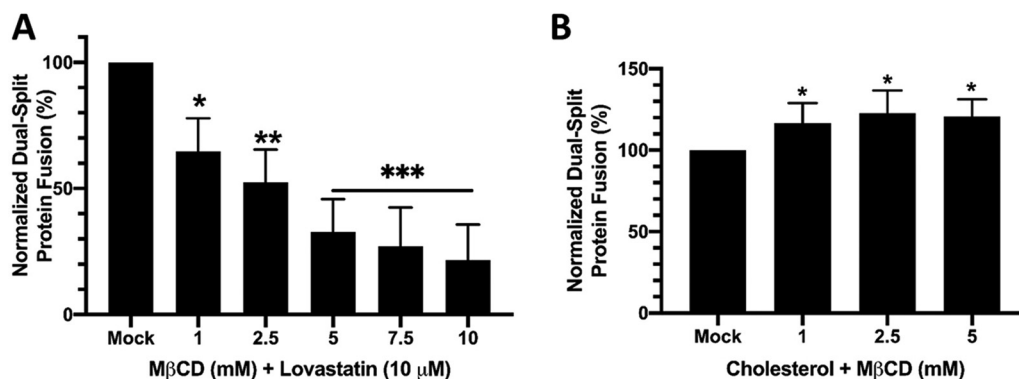 A
Normalized Dual-Split
Protein Fusion (%)
100
50
0
*
**
***
Mock 1 2.5 5 7.5 10
MβCD (mM) + Lovastatin (10 μM)
B
Normalized Dual-Split
Protein Fusion (%)
150
100
50
0
* * *
Mock 1 2.5 5
Cholesterol + MβCD (mM)